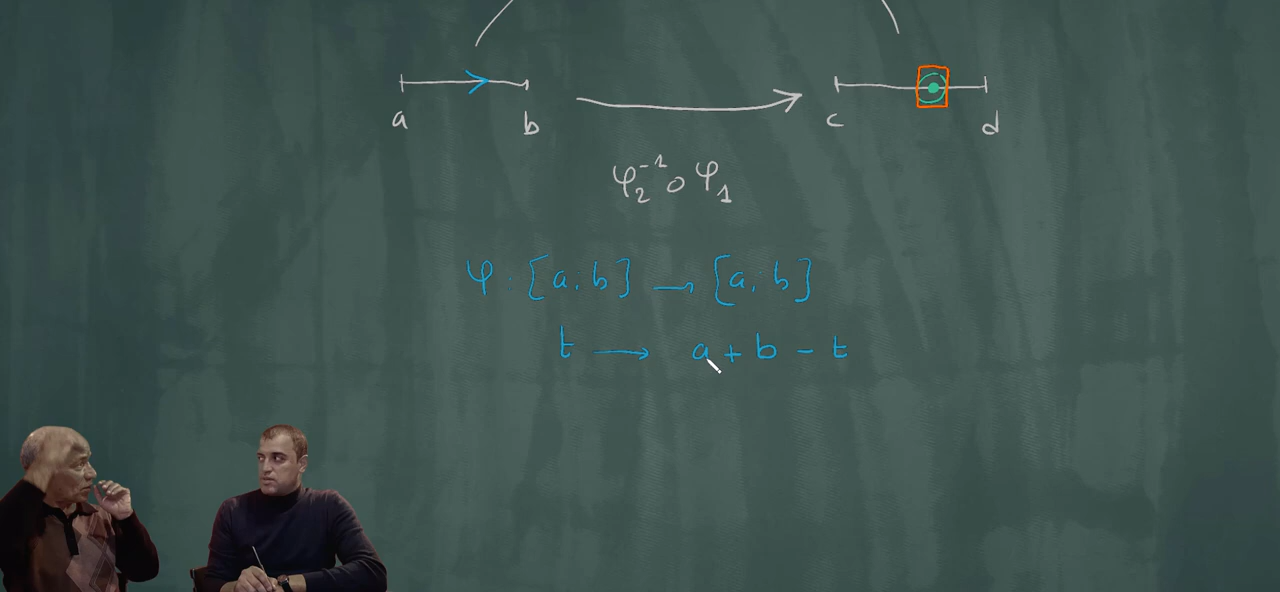 a b c d
φ₂⁻¹ ∘ φ₁
φ : [a ; b] → [a ; b]
t → a + b - t